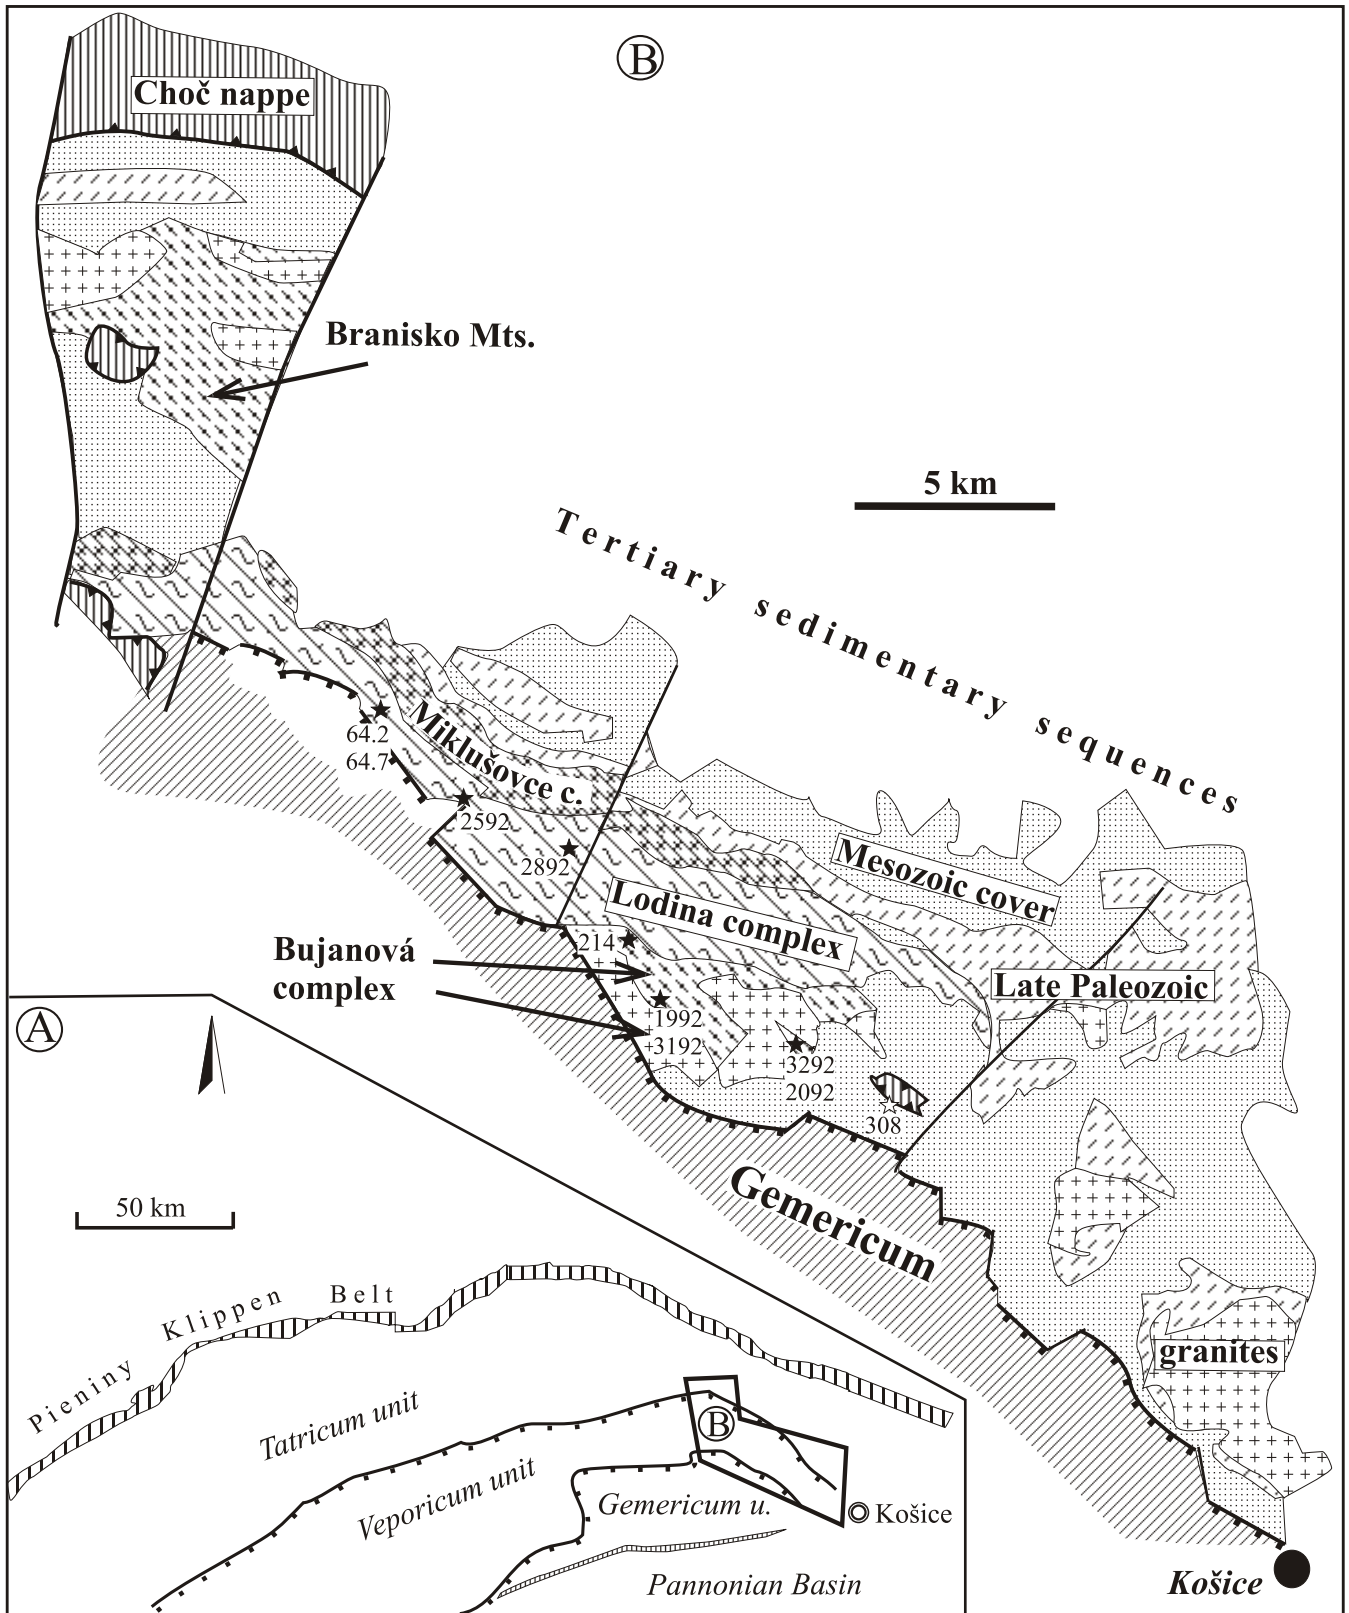 B
Choč nappe
Branisko Mts.
5 km
Tertiary sedimentary sequences
Miklušovce c.
64.2
64.7
2592
2892
Mesozoic cover
Lodina complex
214
Bujanová
complex
Late Paleozoic
1992
3192
3292
2092
308
Gemericum
granites
Košice
A
50 km
Pieniny Klippen Belt
Tatricum unit
B
Veporicum unit
Gemericum u.
Košice
Pannonian Basin